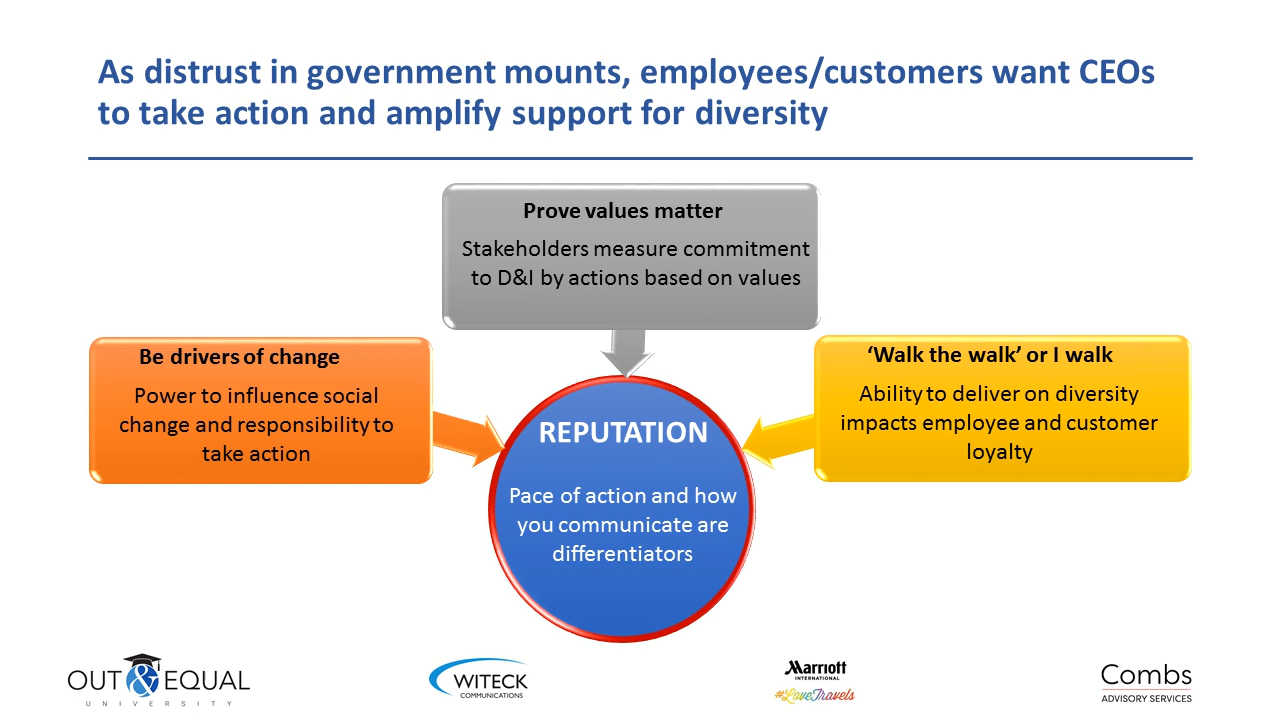 As distrust in government mounts, employees/customers want CEOs
to take action and amplify support for diversity
Prove values matter
Stakeholders measure commitment
to D&I by actions based on values
Be drivers of change
Power to influence social
change and responsibility to
take action
‘Walk the walk’ or I walk
Ability to deliver on diversity
impacts employee and customer
loyalty
REPUTATION
Pace of action and how
you communicate are
differentiators
OUT & EQUAL
UNIVERSITY
WITECK
COMMUNICATIONS
Marriott
INTERNATIONAL
#LoveTravels
Combs
ADVISORY SERVICES